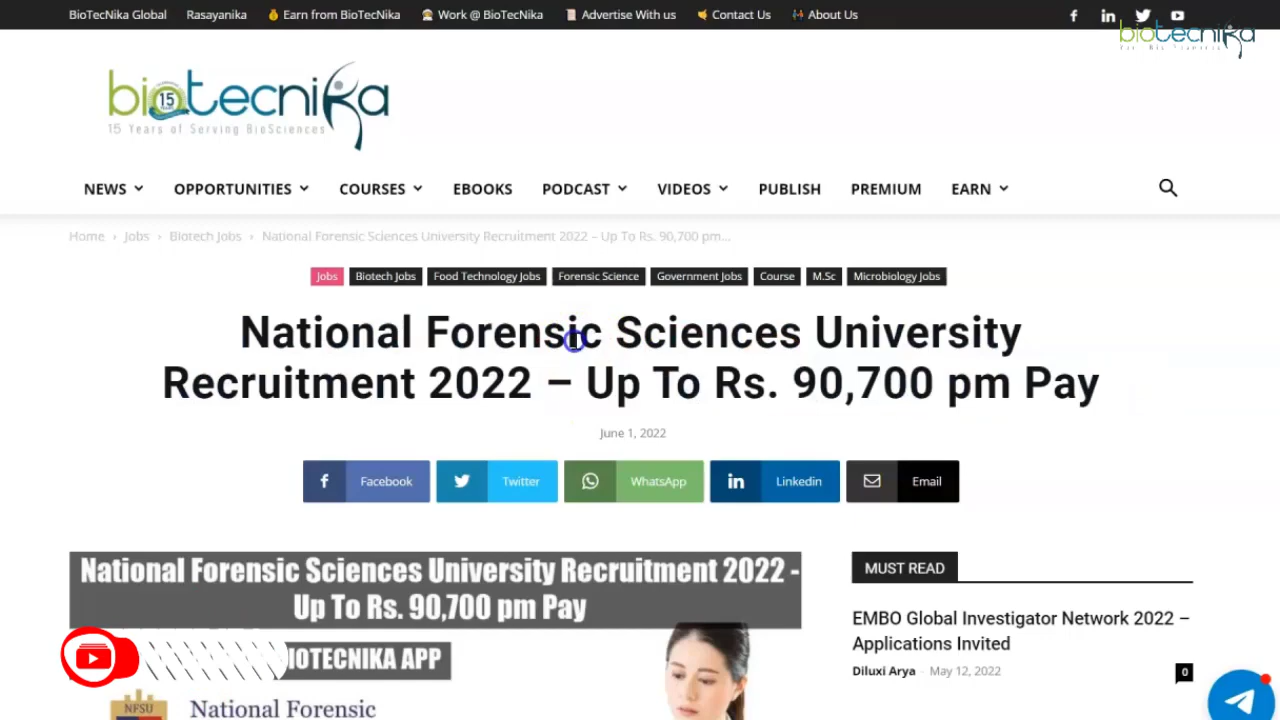 BioTecNika Global Rasayanika Earn from BioTecNika Work @ BioTecNika Advertise With us Contact Us About Us
biotecnika
biotecnika
15
15 Years of Serving BioSciences
NEWS OPPORTUNITIES COURSES EBOOKS PODCAST VIDEOS PUBLISH PREMIUM EARN
Home › Jobs › Biotech Jobs › National Forensic Sciences University Recruitment 2022 – Up To Rs. 90,700 pm...
Jobs Biotech Jobs Food Technology Jobs Forensic Science Government Jobs Course M.Sc Microbiology Jobs
National Forensic Sciences University
Recruitment 2022 – Up To Rs. 90,700 pm Pay
June 1, 2022
Facebook Twitter WhatsApp Linkedin Email
National Forensic Sciences University Recruitment 2022 -
Up To Rs. 90,700 pm Pay
IOTECNIKA APP
NFSU
National Forensic
MUST READ
EMBO Global Investigator Network 2022 –
Applications Invited
Diluxi Arya - May 12, 2022 0